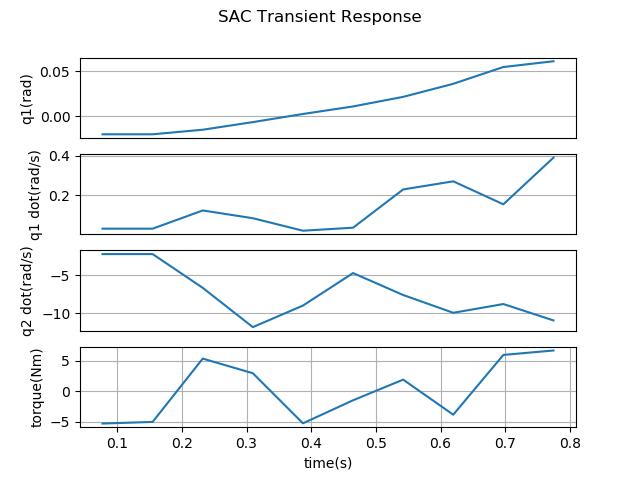 SAC Transient Response
q1(rad)
0.05
0.00
q1 dot(rad/s)
0.4
0.2
q2 dot(rad/s)
−5
−10
torque(Nm)
5
0
−5
0.1 0.2 0.3 0.4 0.5 0.6 0.7 0.8
time(s)